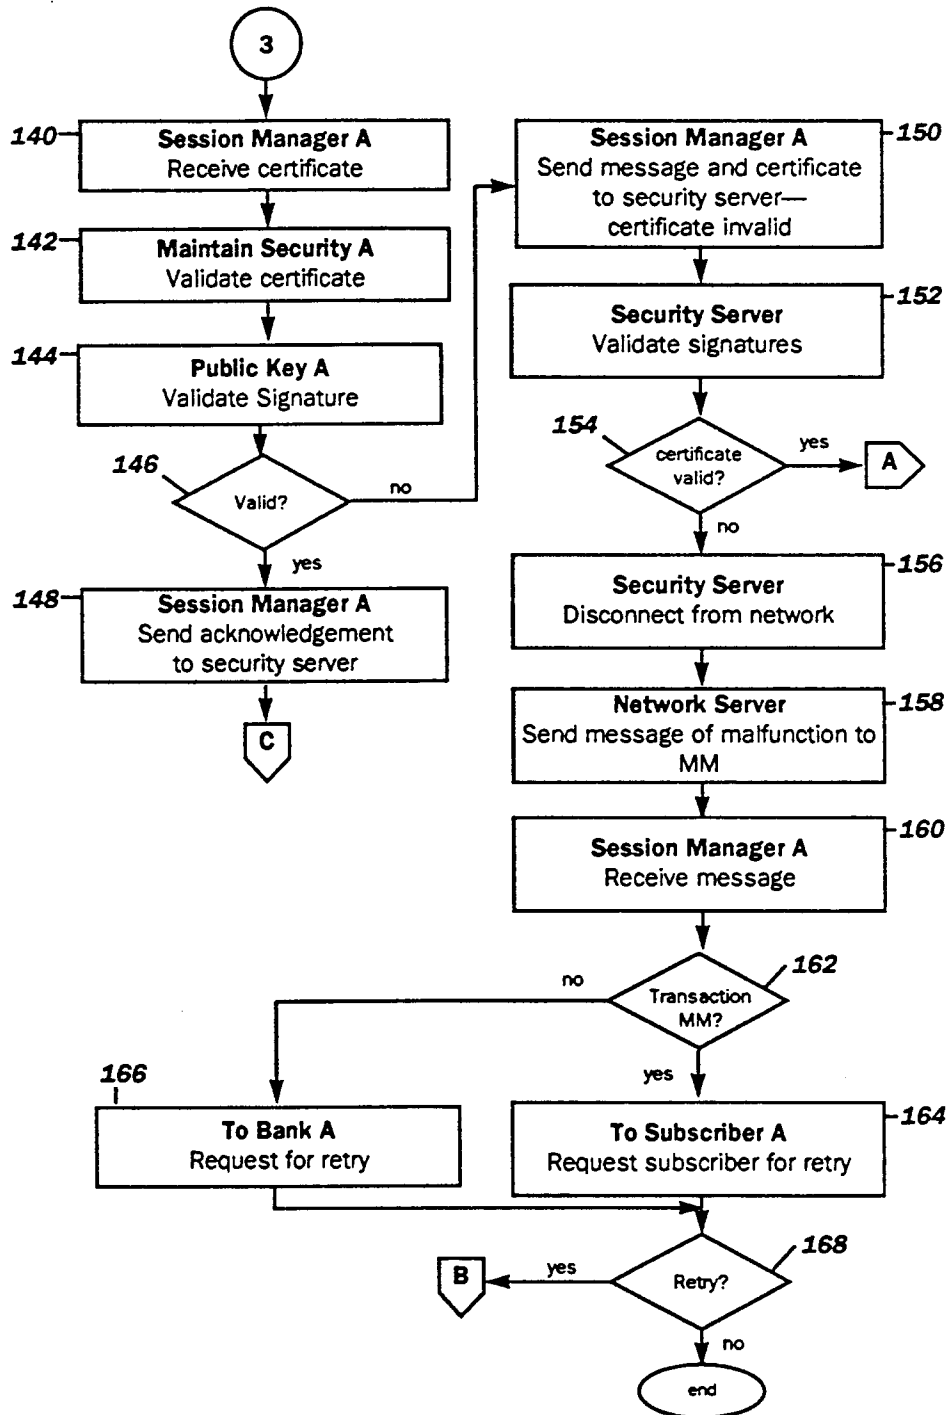 3
140
Session Manager A
Receive certificate
142
Maintain Security A
Validate certificate
144
Public Key A
Validate Signature
146
Valid?
no
yes
148
Session Manager A
Send acknowledgement
to security server
C
150
Session Manager A
Send message and certificate
to security server—
certificate invalid
152
Security Server
Validate signatures
154
certificate
valid?
yes
A
no
156
Security Server
Disconnect from network
158
Network Server
Send message of malfunction to
MM
160
Session Manager A
Receive message
162
Transaction
MM?
no
yes
166
To Bank A
Request for retry
164
To Subscriber A
Request subscriber for retry
168
Retry?
yes
B
no
end